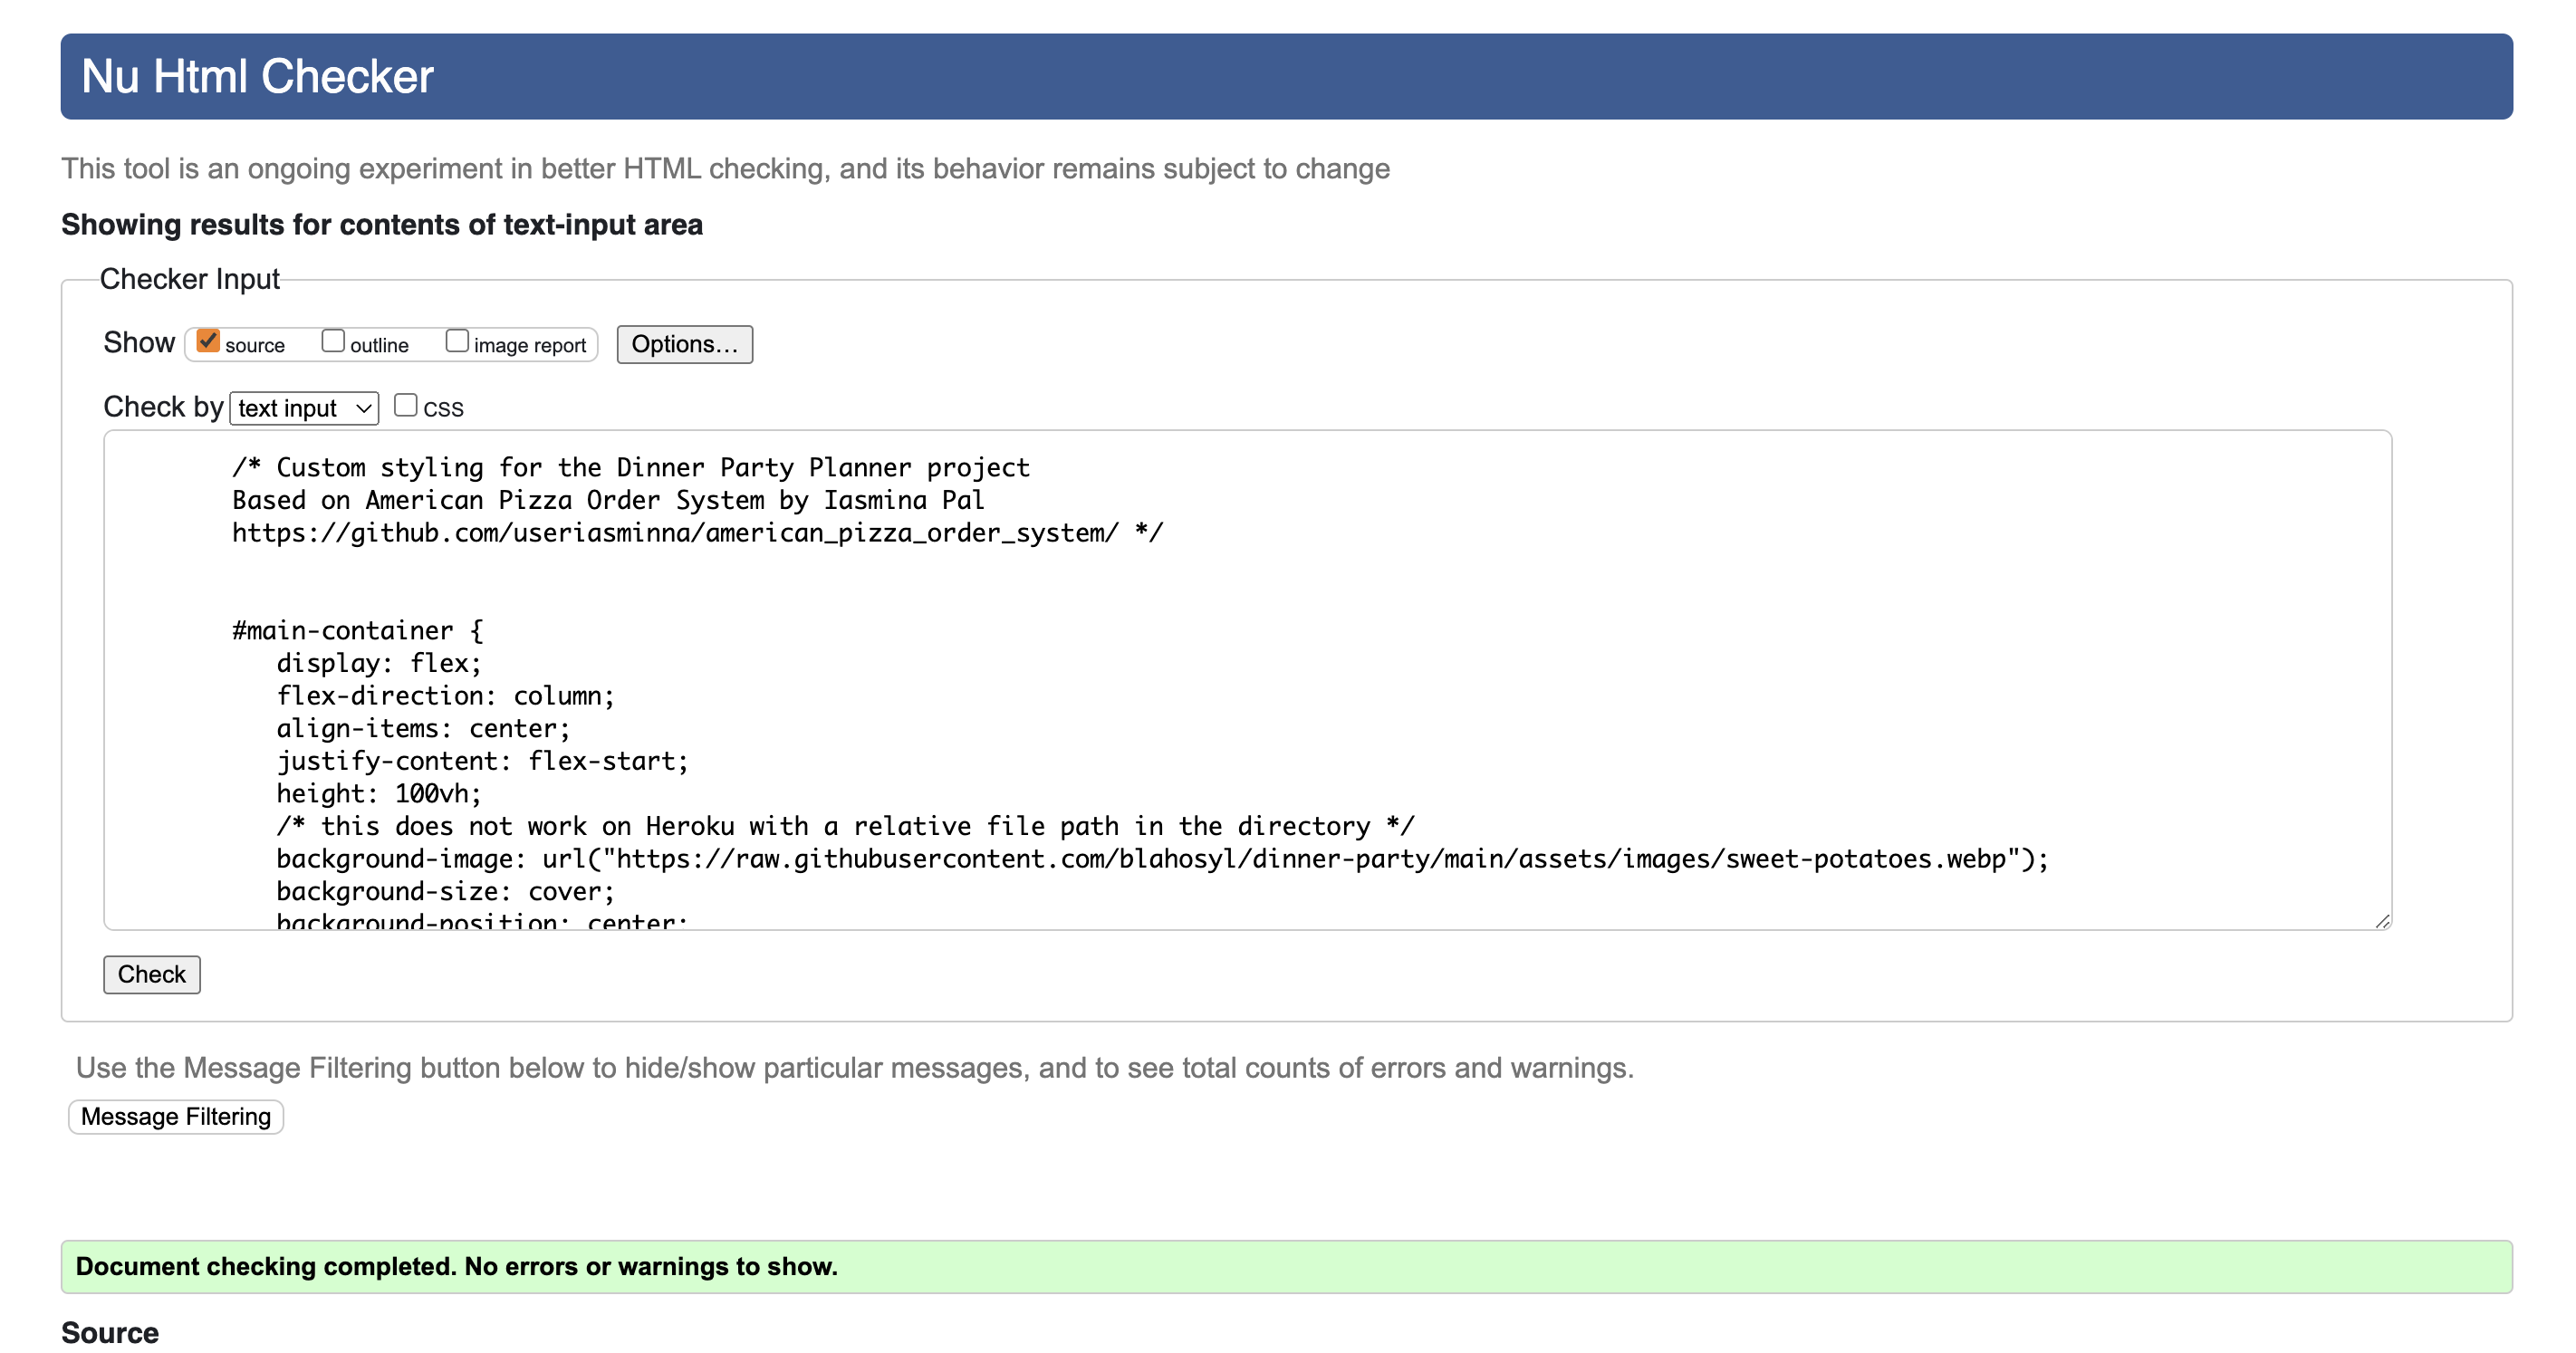 Nu Html Checker
This tool is an ongoing experiment in better HTML checking, and its behavior remains subject to change
Showing results for contents of text-input area
Checker Input
Show source outline image report Options...
Check by text input CSS
/* Custom styling for the Dinner Party Planner project
Based on American Pizza Order System by Iasmina Pal
https://github.com/useriasminna/american_pizza_order_system/ */
#main-container {
display: flex;
flex-direction: column;
align-items: center;
justify-content: flex-start;
height: 100vh;
/* this does not work on Heroku with a relative file path in the directory */
background-image: url("https://raw.githubusercontent.com/blahosyl/dinner-party/main/assets/images/sweet-potatoes.webp");
background-size: cover;
background-position: center;
Check
Use the Message Filtering button below to hide/show particular messages, and to see total counts of errors and warnings.
Message Filtering
Document checking completed. No errors or warnings to show.
Source